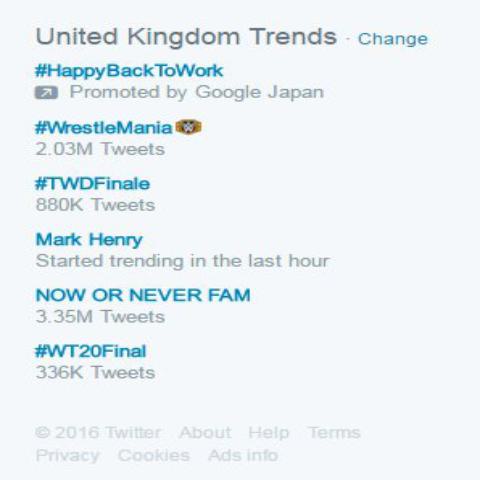 United Kingdom Trends · Change
#HappyBackToWork
Promoted by Google Japan
#WrestleMania
2.03M Tweets
#TWDFinale
880K Tweets
Mark Henry
Started trending in the last hour
NOW OR NEVER FAM
3.35M Tweets
#WT20Final
336K Tweets
© 2016 Twitter About Help Terms
Privacy Cookies Ads info